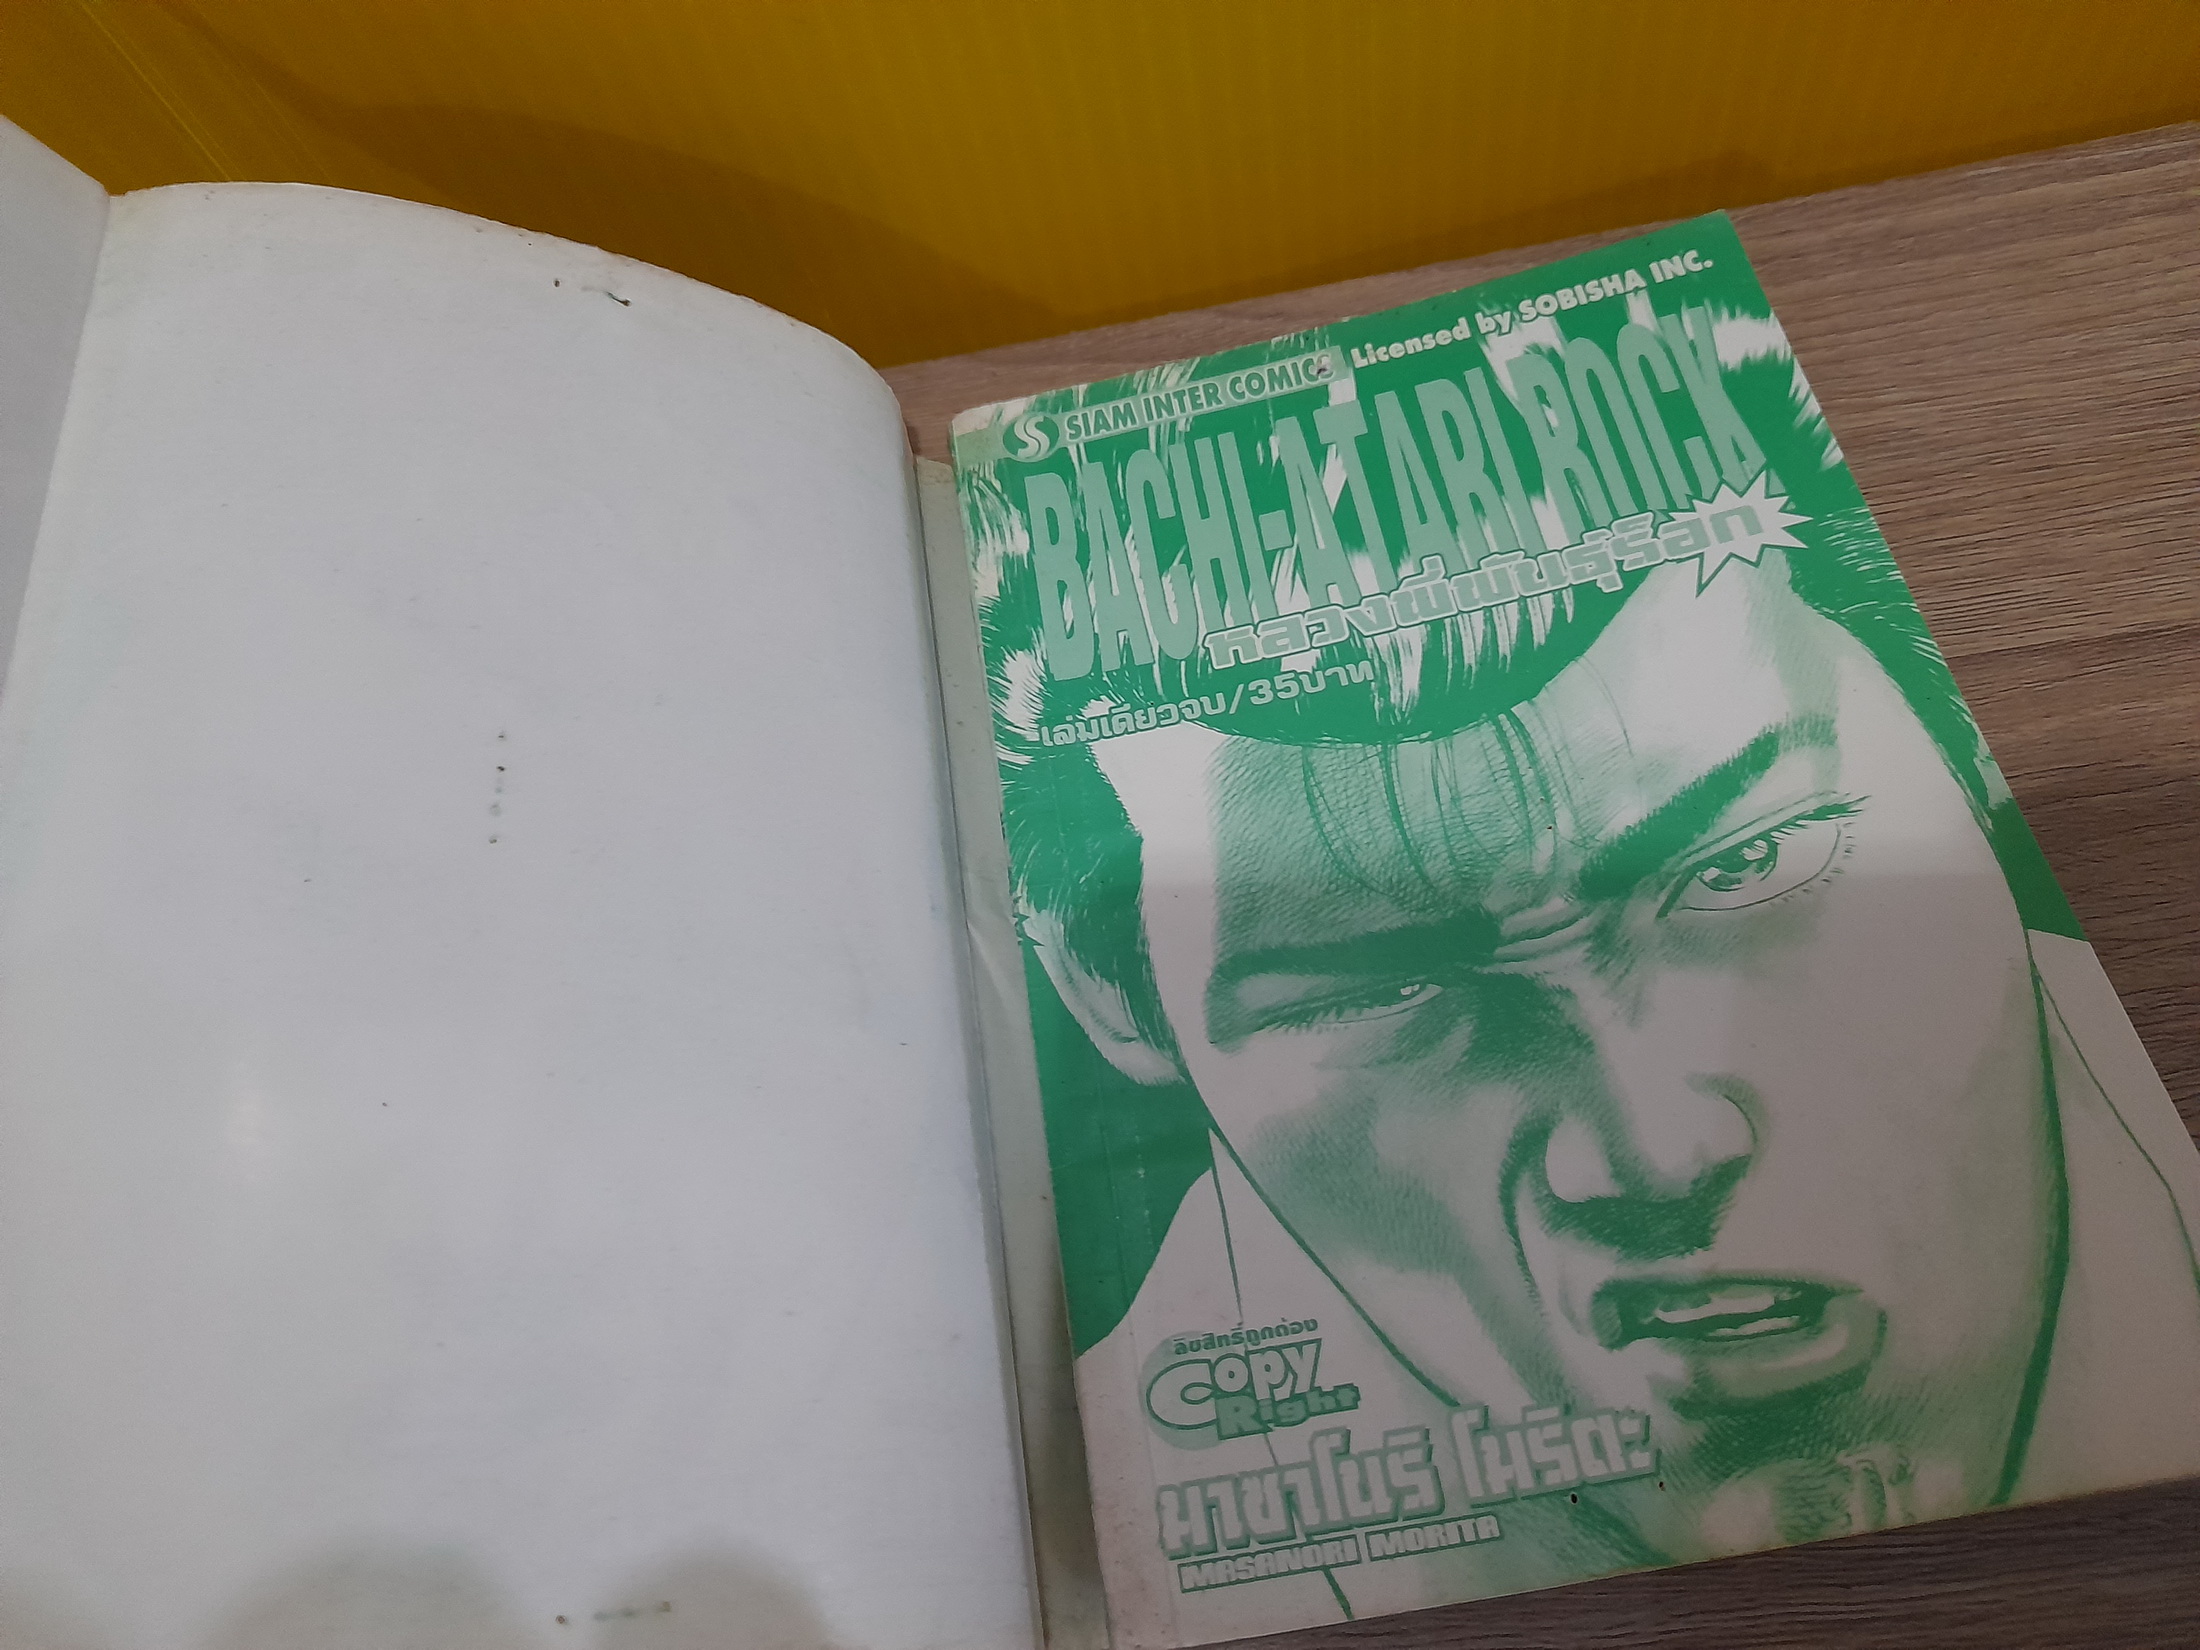 SIAM INTER COMICS Licensed by SOBISHA INC.
BACHI-ATARI ROCK
หลวงพี่พันธุ์ร็อก
เล่มเดียวจบ/35บาท
ลิขสิทธิ์ถูกต้อง
Copy
Right
มาซาโนริ โมริตะ
MASANORI MORITA